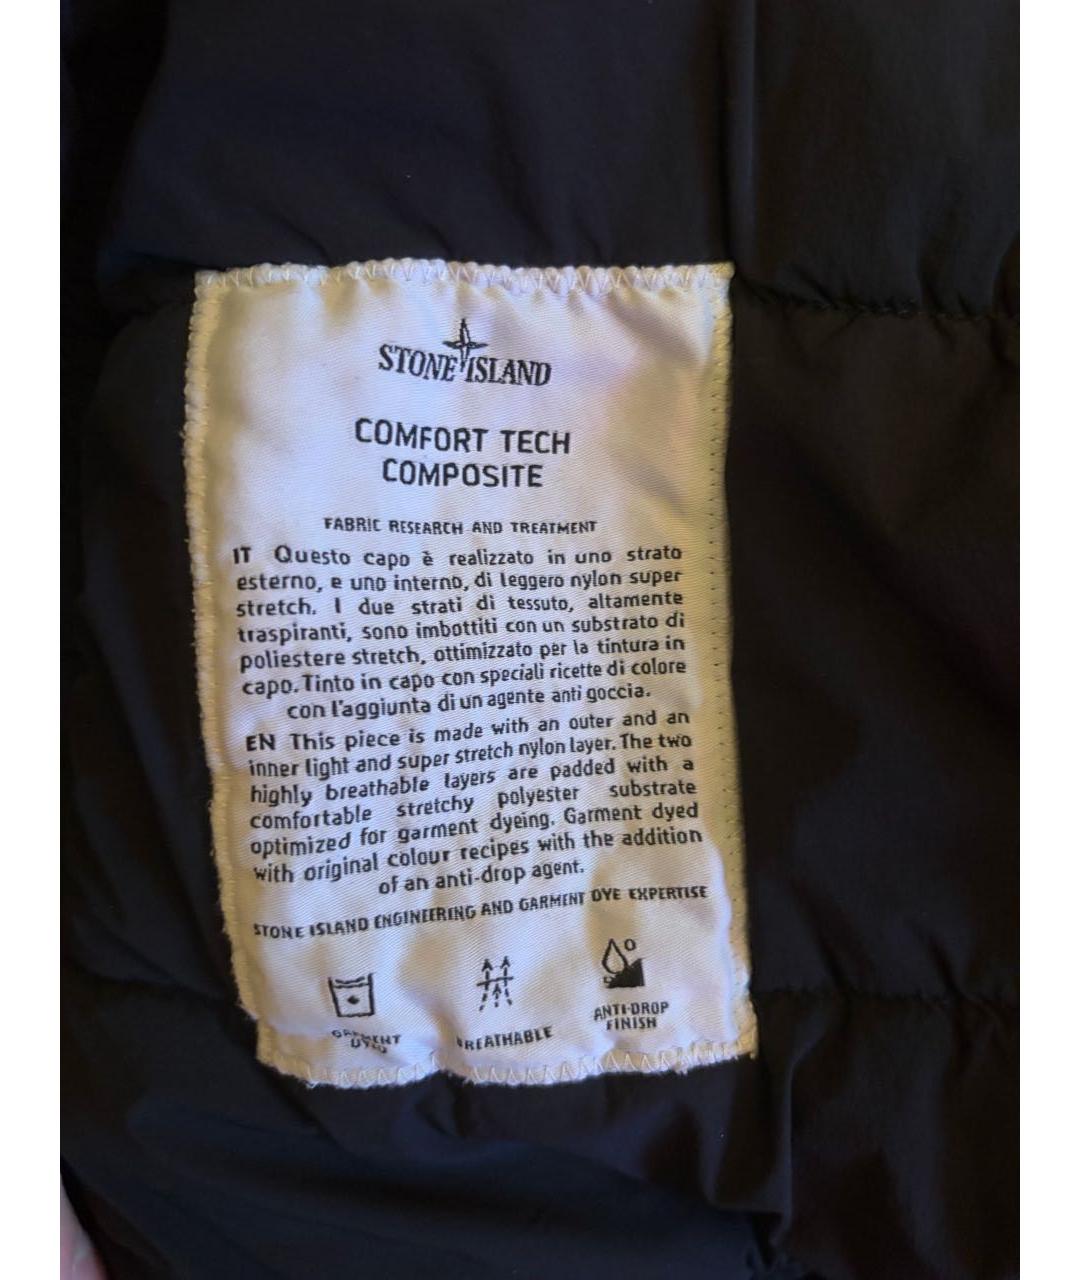 STONE ISLAND
COMFORT TECH
COMPOSITE
FABRIC RESEARCH AND TREATMENT
IT Questo capo è realizzato in uno strato
esterno, e uno interno, di leggero nylon super
stretch. I due strati di tessuto, altamente
traspiranti, sono imbottiti con un substrato di
poliestere stretch, ottimizzato per la tintura in
capo. Tinto in capo con speciali ricette di colore
con l'aggiunta di un agente anti goccia.
EN This piece is made with an outer and an
inner light and super stretch nylon layer. The two
highly breathable layers are padded with a
comfortable stretchy polyester substrate
optimized for garment dyeing. Garment dyed
with original colour recipes with the addition
of an anti-drop agent.
STONE ISLAND ENGINEERING AND GARMENT DYE EXPERTISE
GARMENT
DYED
BREATHABLE
ANTI-DROP
FINISH